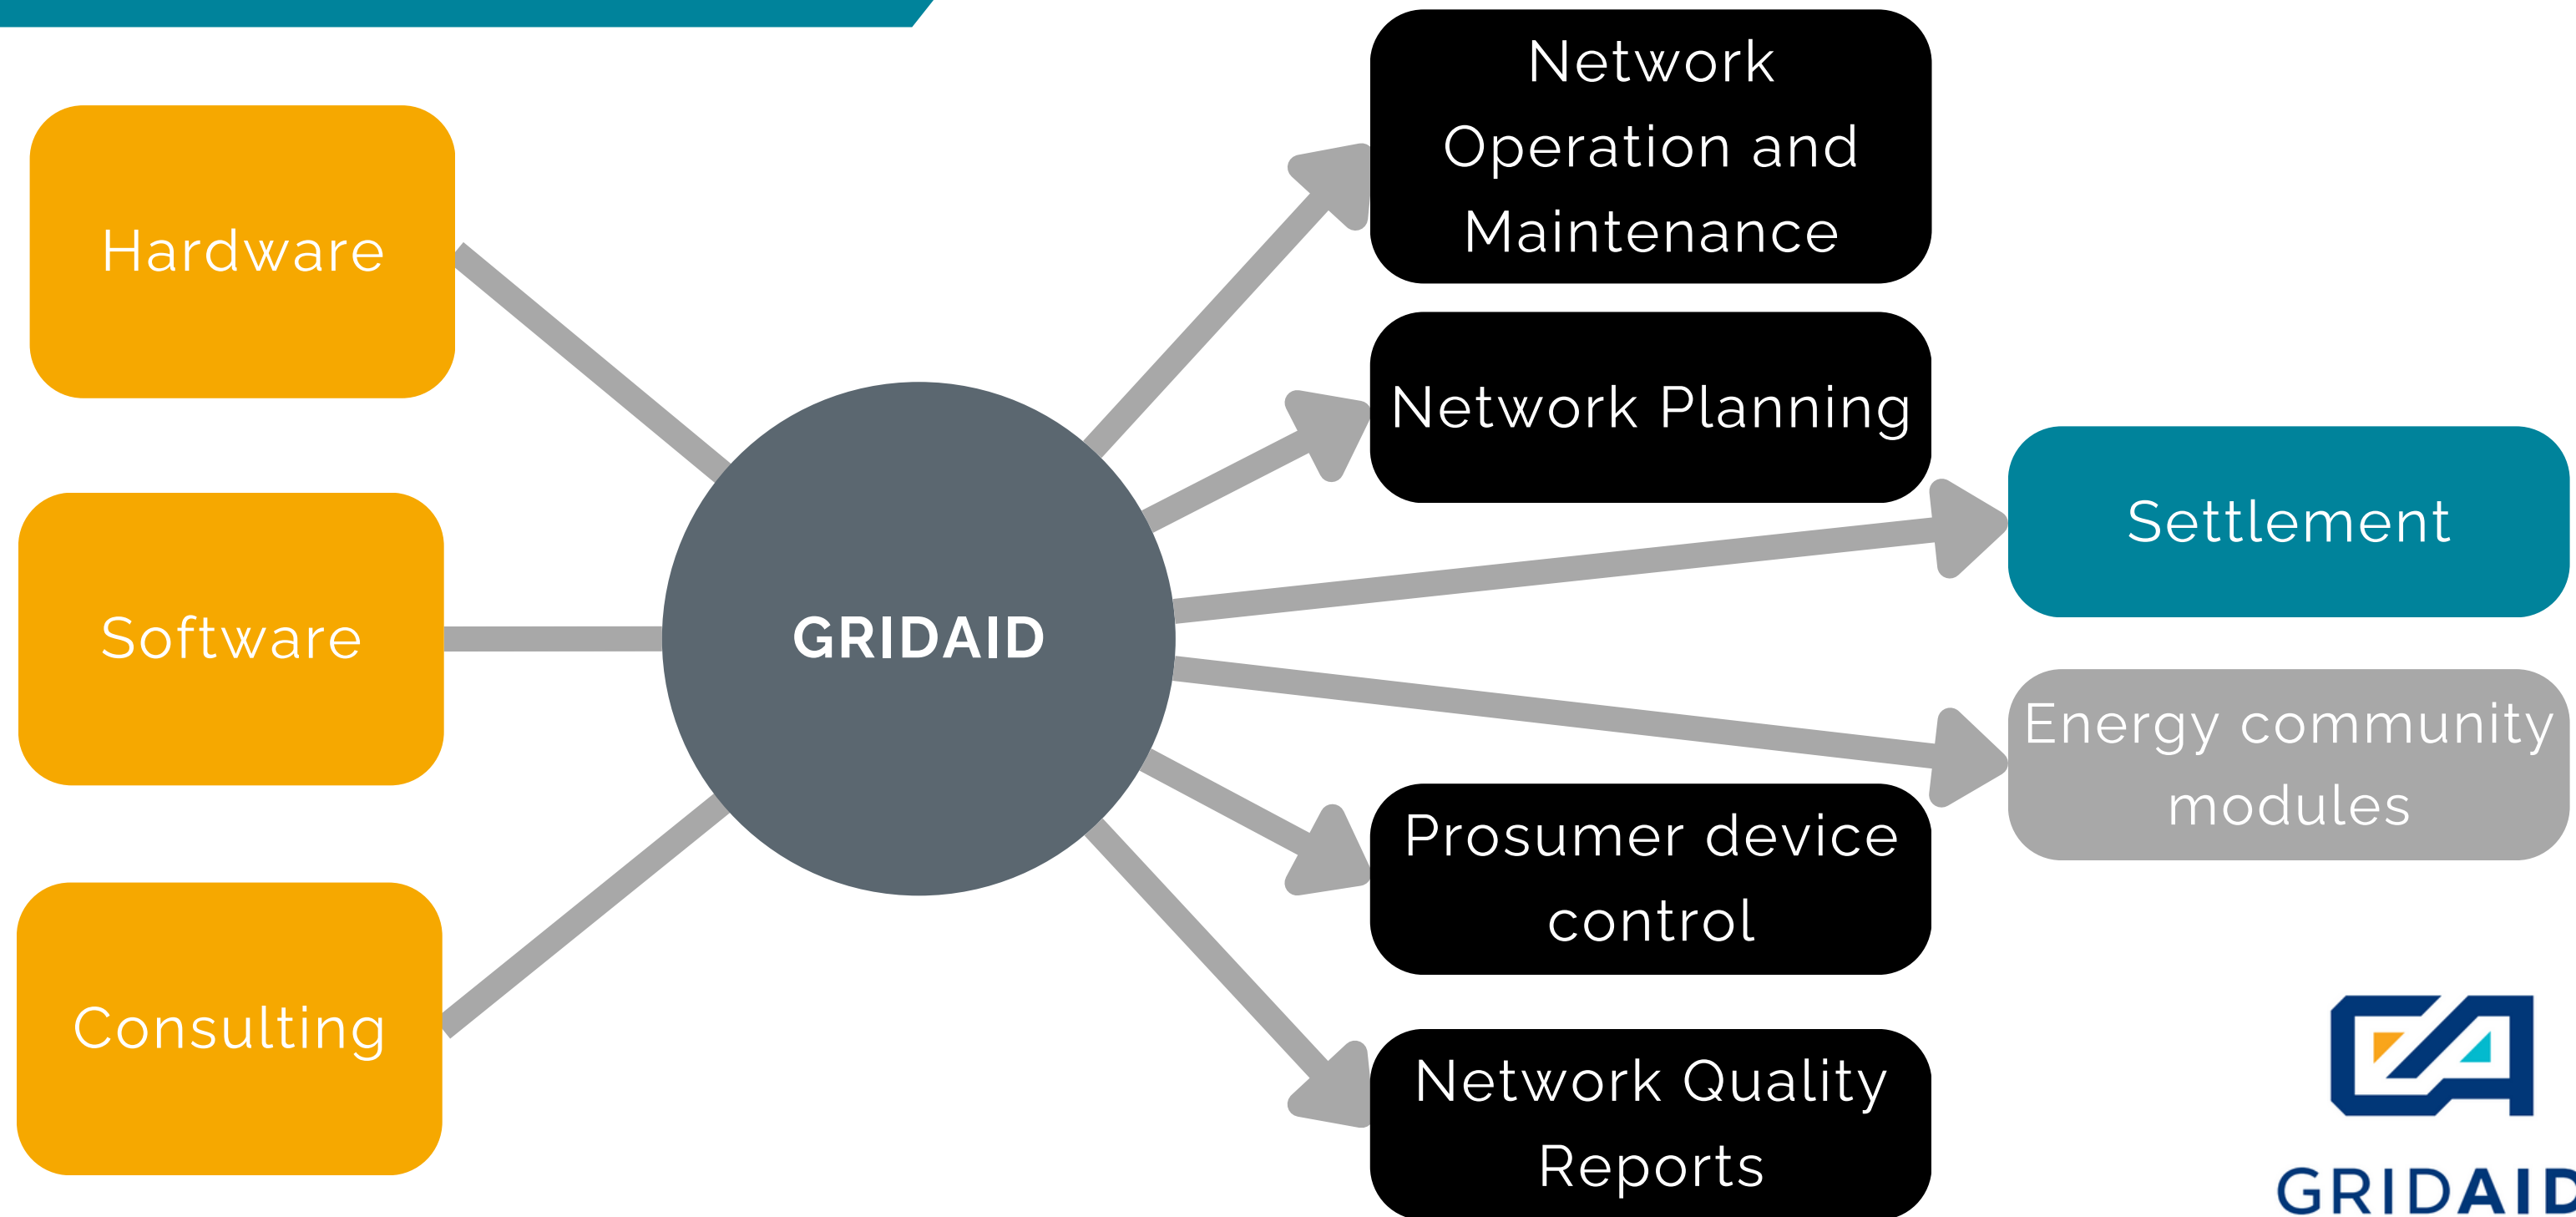 Hardware
Software
Consulting
GRIDAID
Network
Operation and
Maintenance
Network Planning
Settlement
Energy community
modules
Prosumer device
control
Network Quality
Reports
GRIDAID